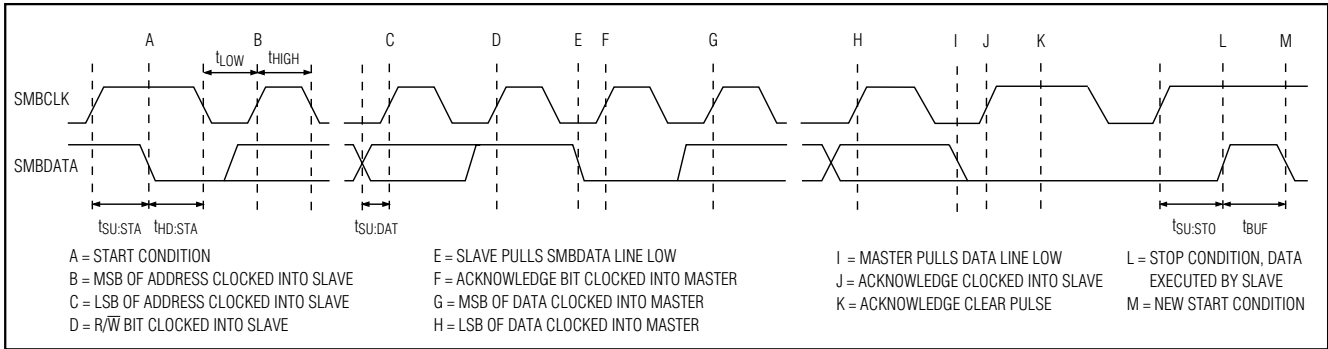 A B C D E F G H I J K L M
tLOW tHIGH
SMBCLK
SMBDATA
tSU:STA tHD:STA tSU:DAT tSU:STO tBUF
A = START CONDITION
B = MSB OF ADDRESS CLOCKED INTO SLAVE
C = LSB OF ADDRESS CLOCKED INTO SLAVE
D = R/W̅ BIT CLOCKED INTO SLAVE
E = SLAVE PULLS SMBDATA LINE LOW
F = ACKNOWLEDGE BIT CLOCKED INTO MASTER
G = MSB OF DATA CLOCKED INTO MASTER
H = LSB OF DATA CLOCKED INTO MASTER
I = MASTER PULLS DATA LINE LOW
J = ACKNOWLEDGE CLOCKED INTO SLAVE
K = ACKNOWLEDGE CLEAR PULSE
L = STOP CONDITION, DATA
EXECUTED BY SLAVE
M = NEW START CONDITION